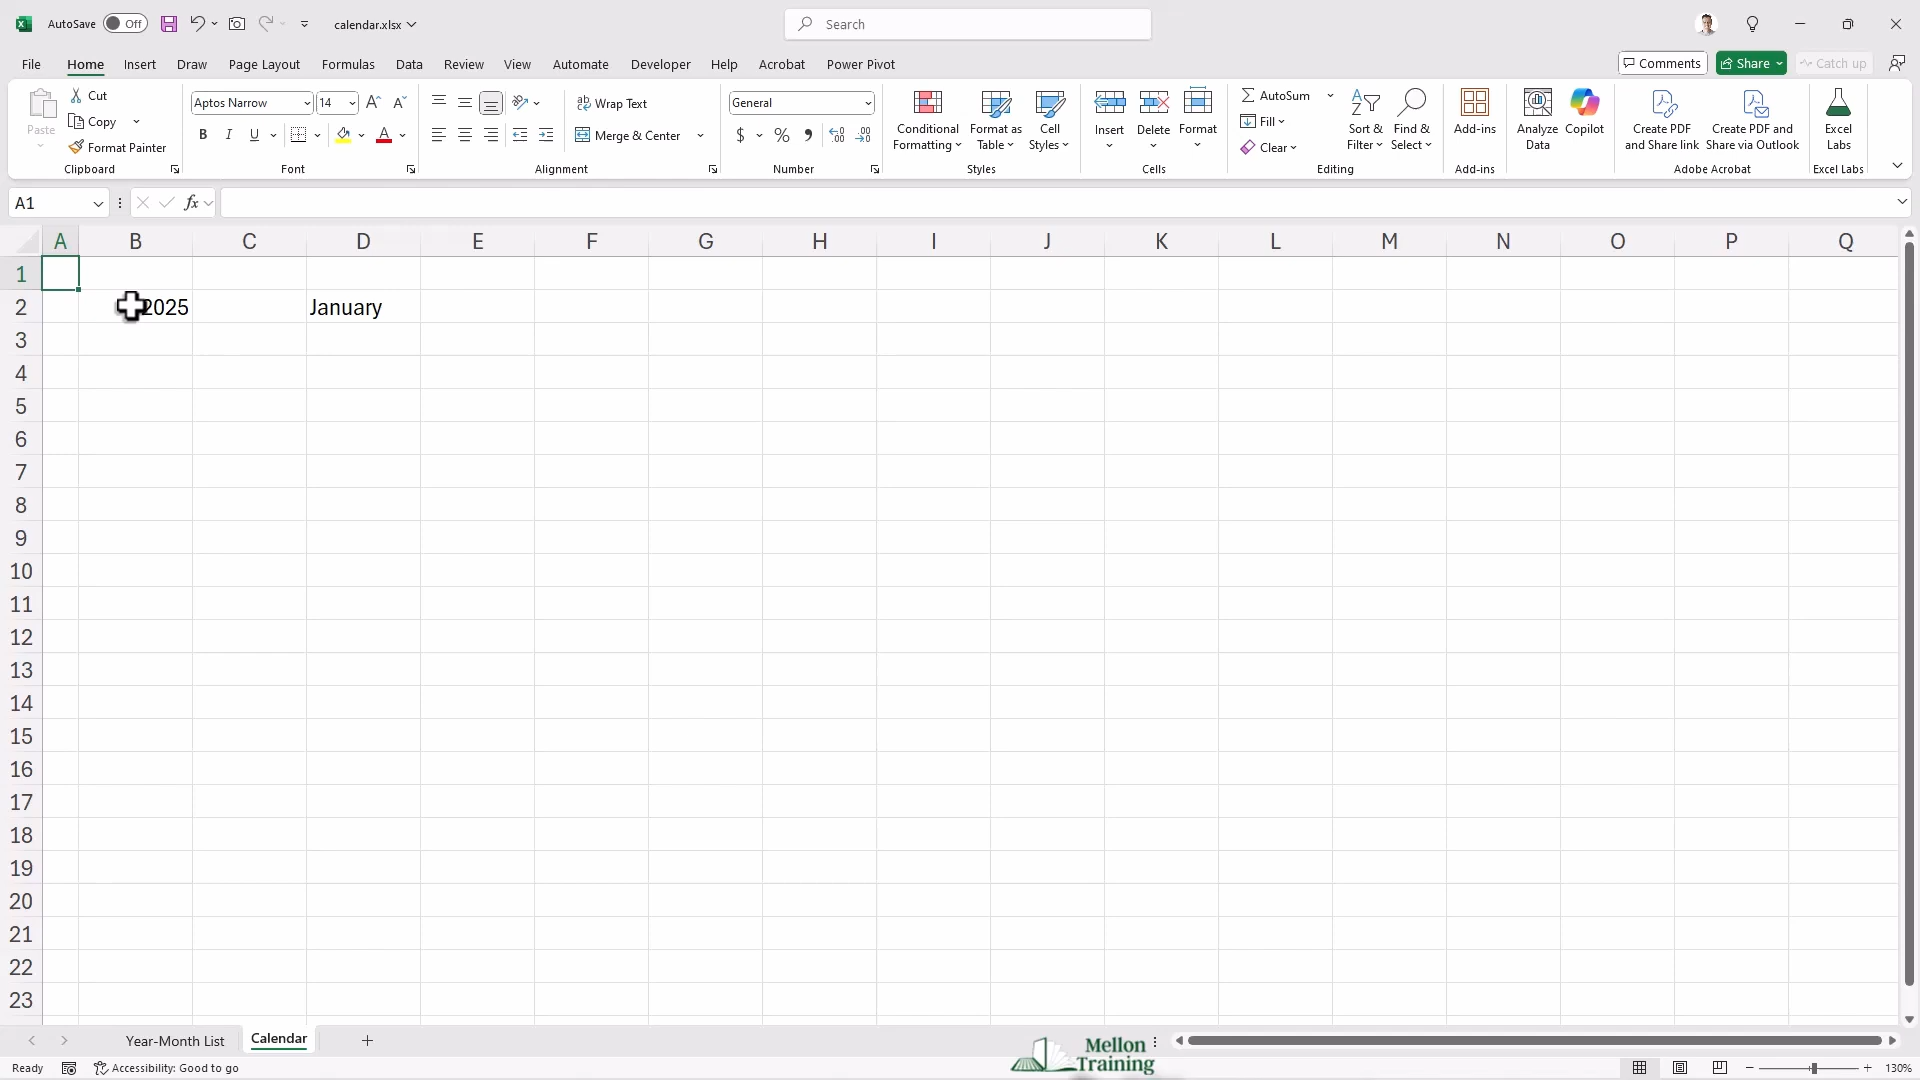 AutoSave Off calendar.xlsx Search
File Home Insert Draw Page Layout Formulas Data Review View Automate Developer Help Acrobat Power Pivot Comments Share Catch up
Paste Cut Copy Format Painter Clipboard
Aptos Narrow 14 B I U A Font
Wrap Text Merge & Center Alignment
General $ % Number
Conditional Formatting Format as Table Cell Styles Styles
Insert Delete Format Cells
AutoSum Fill Clear Sort & Filter Find & Select Editing
Add-ins Add-ins
Analyze Data Copilot
Create PDF and Share link Create PDF and Share via Outlook Adobe Acrobat
Excel Labs Excel Labs
A1 fx
A B C D E F G H I J K L M N O P Q
1
2 2025 January
3
4
5
6
7
8
9
10
11
12
13
14
15
16
17
18
19
20
21
22
23
Year-Month List Calendar +
Mellon Training
Ready Accessibility: Good to go 130%